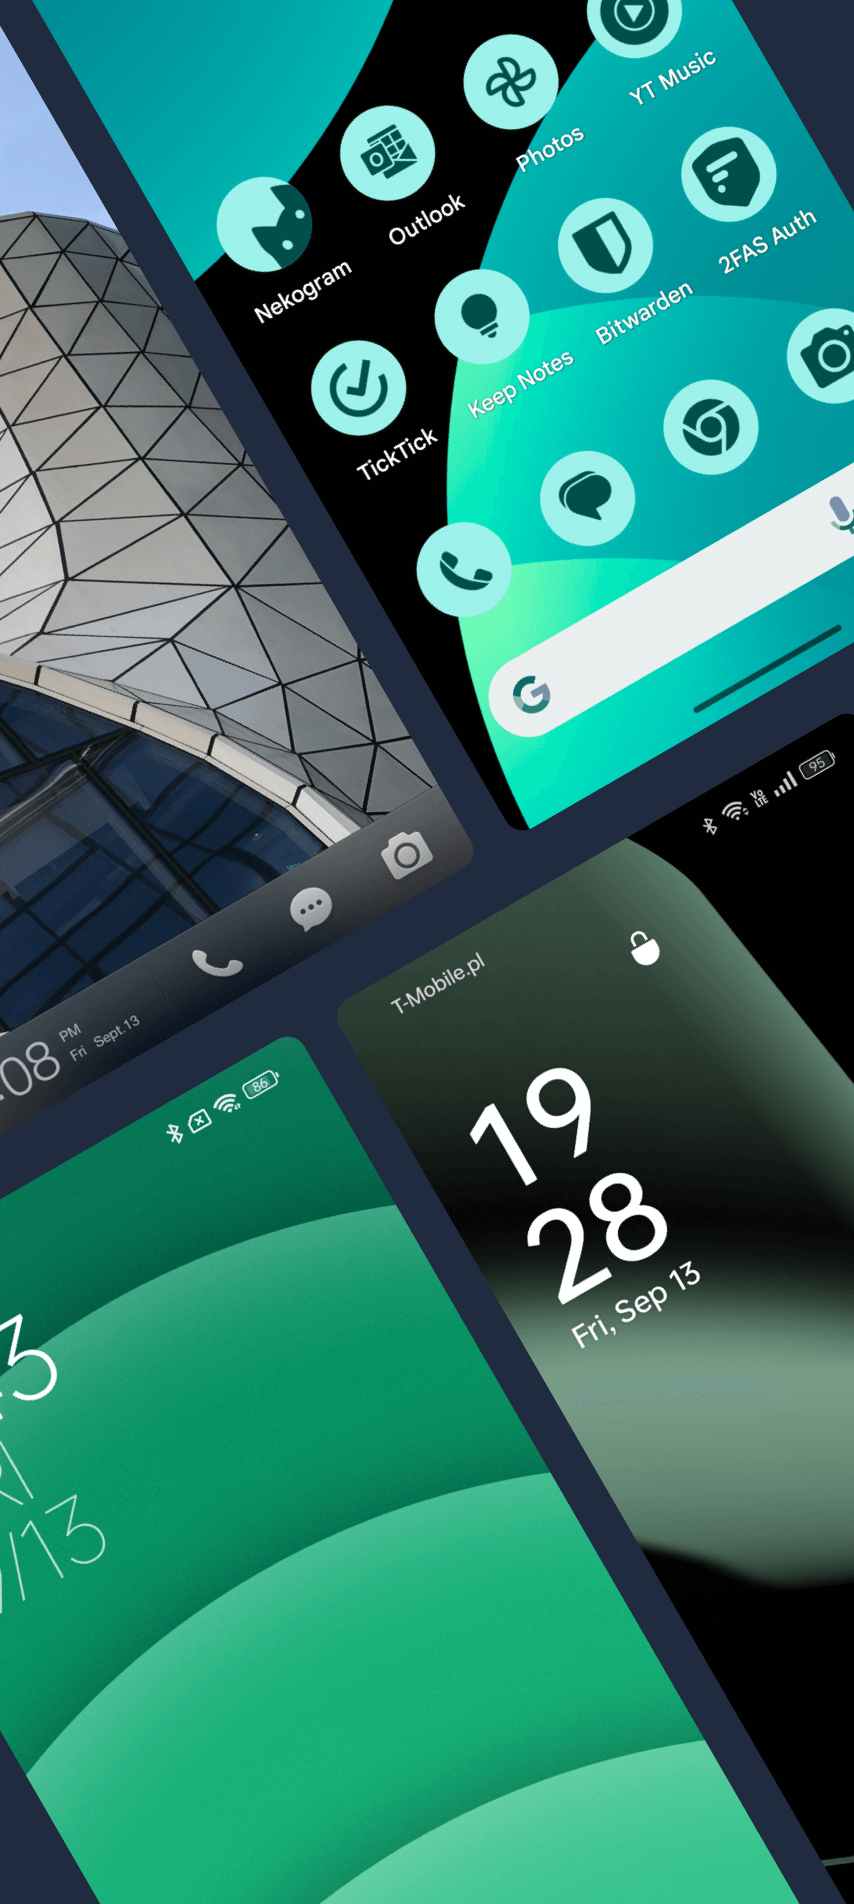 YT Music
Photos
Outlook
Nekogram
2FAS Auth
Bitwarden
Keep Notes
TickTick
G
95
VoLTE
T-Mobile.pl
19
28
Fri, Sep 13
:08
PM
Fri Sept.13
86
3
/13